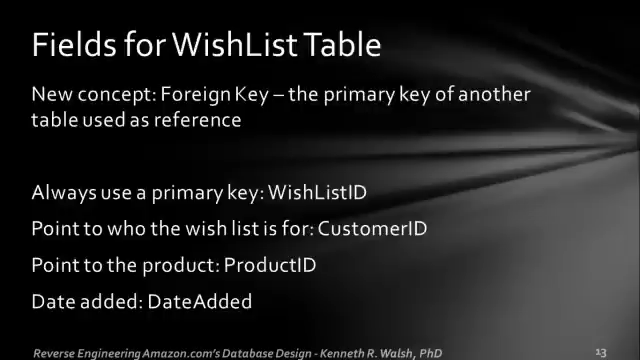 Fields for WishList Table
New concept: Foreign Key – the primary key of another
table used as reference
Always use a primary key: WishListID
Point to who the wish list is for: CustomerID
Point to the product: ProductID
Date added: DateAdded
Reverse Engineering Amazon.com's Database Design - Kenneth R. Walsh, PhD
13